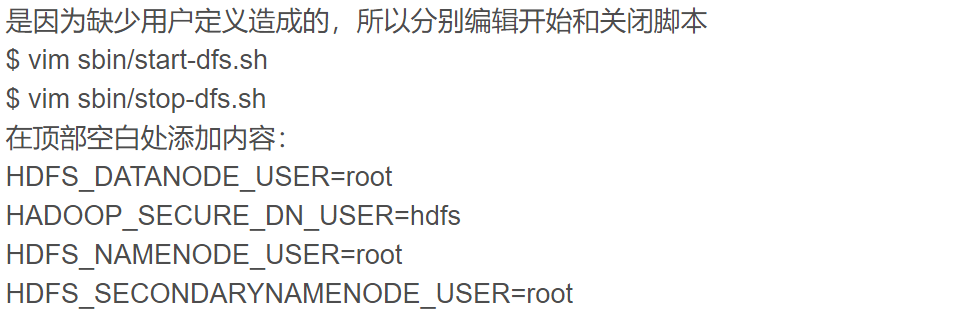 是因为缺少用户定义造成的，所以分别编辑开始和关闭脚本
$ vim sbin/start-dfs.sh
$ vim sbin/stop-dfs.sh
在顶部空白处添加内容：
HDFS_DATANODE_USER=root
HADOOP_SECURE_DN_USER=hdfs
HDFS_NAMENODE_USER=root
HDFS_SECONDARYNAMENODE_USER=root